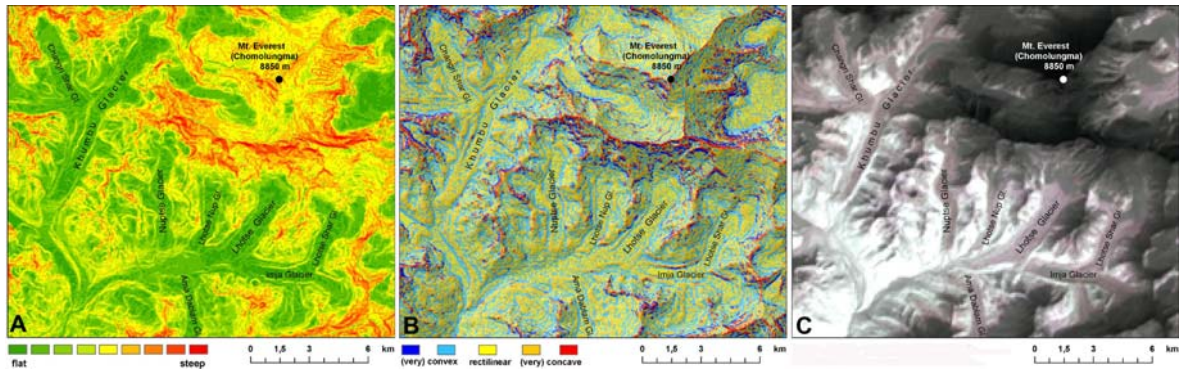 Mt. Everest
(Chomolungma)
8850 m
Changri Shar Gl.
Khumbu Glacier
Nuptse Glacier
Lhotse Nup Gl.
Lhotse Glacier
Lhotse Shar Gl.
Imja Glacier
Ama Dablam Gl.
A
flat steep
0 1,5 3 6 km
Mt. Everest
(Chomolungma)
8850 m
Changri Shar Gl.
Khumbu Glacier
Nuptse Glacier
Lhotse Nup Gl.
Lhotse Glacier
Lhotse Shar Gl.
Imja Glacier
Ama Dablam Gl.
B
(very) convex rectilinear (very) concave
0 1,5 3 6 km
Mt. Everest
(Chomolungma)
8850 m
Changri Shar Gl.
Khumbu Glacier
Nuptse Glacier
Lhotse Nup Gl.
Lhotse Glacier
Lhotse Shar Gl.
Imja Glacier
Ama Dablam Gl.
C
0 1,5 3 6 km